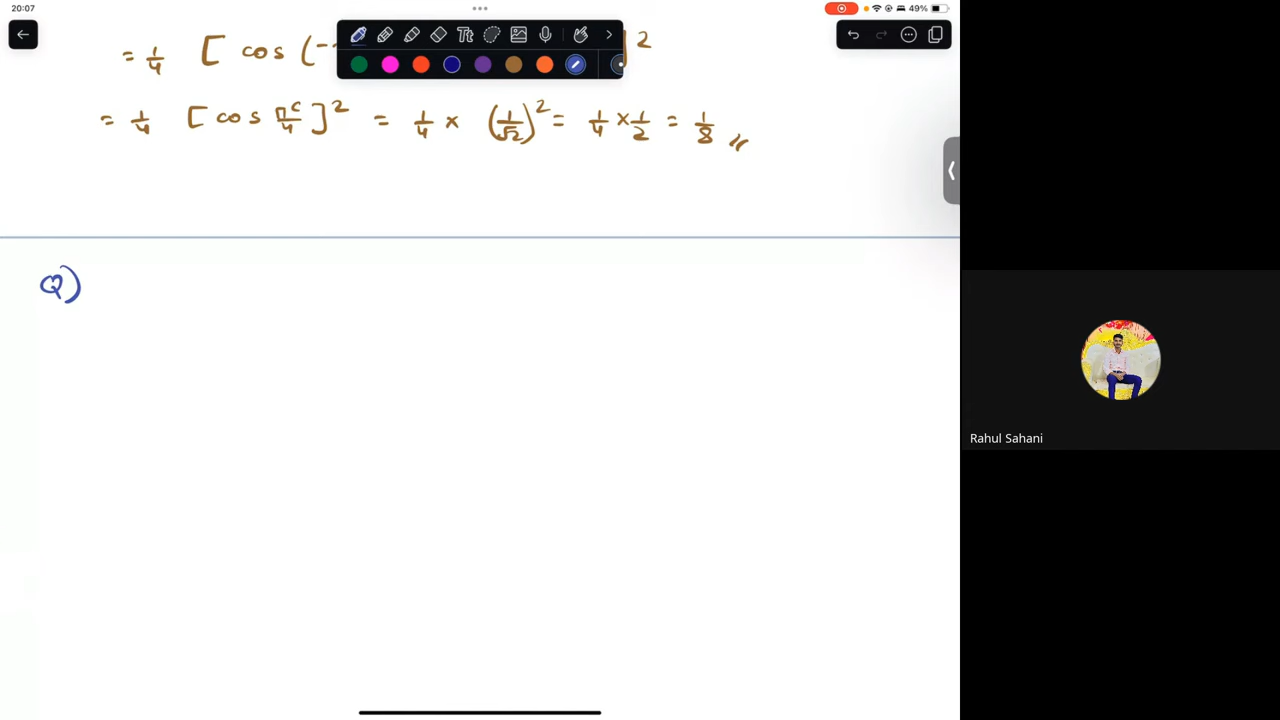 20:07
49%
= 1/4 [ cos (- ]²
= 1/4 [ cos πᶜ/4 ]² = 1/4 × (1/√2)² = 1/4 × 1/2 = 1/8 //
Q)
Rahul Sahani